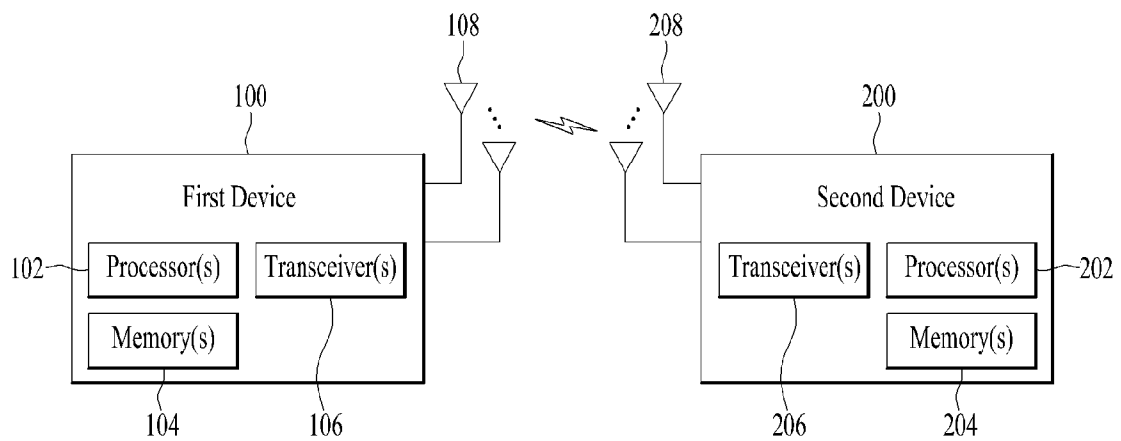 108
208
100
200
First Device
Second Device
102
Processor(s)
Transceiver(s)
Transceiver(s)
Processor(s)
202
Memory(s)
Memory(s)
104
106
206
204